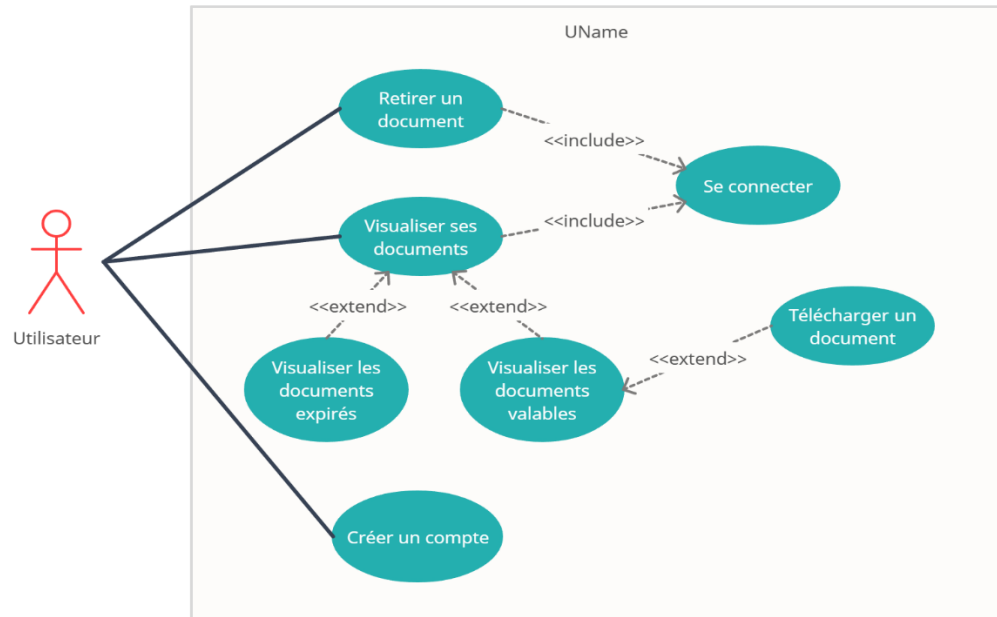 UName
Retirer un
document
<<include>>
Se connecter
Visualiser ses
documents
<<include>>
<<extend>>
<<extend>>
Télécharger un
document
Utilisateur
<<extend>>
Visualiser les
documents
expirés
Visualiser les
documents
valables
Créer un compte